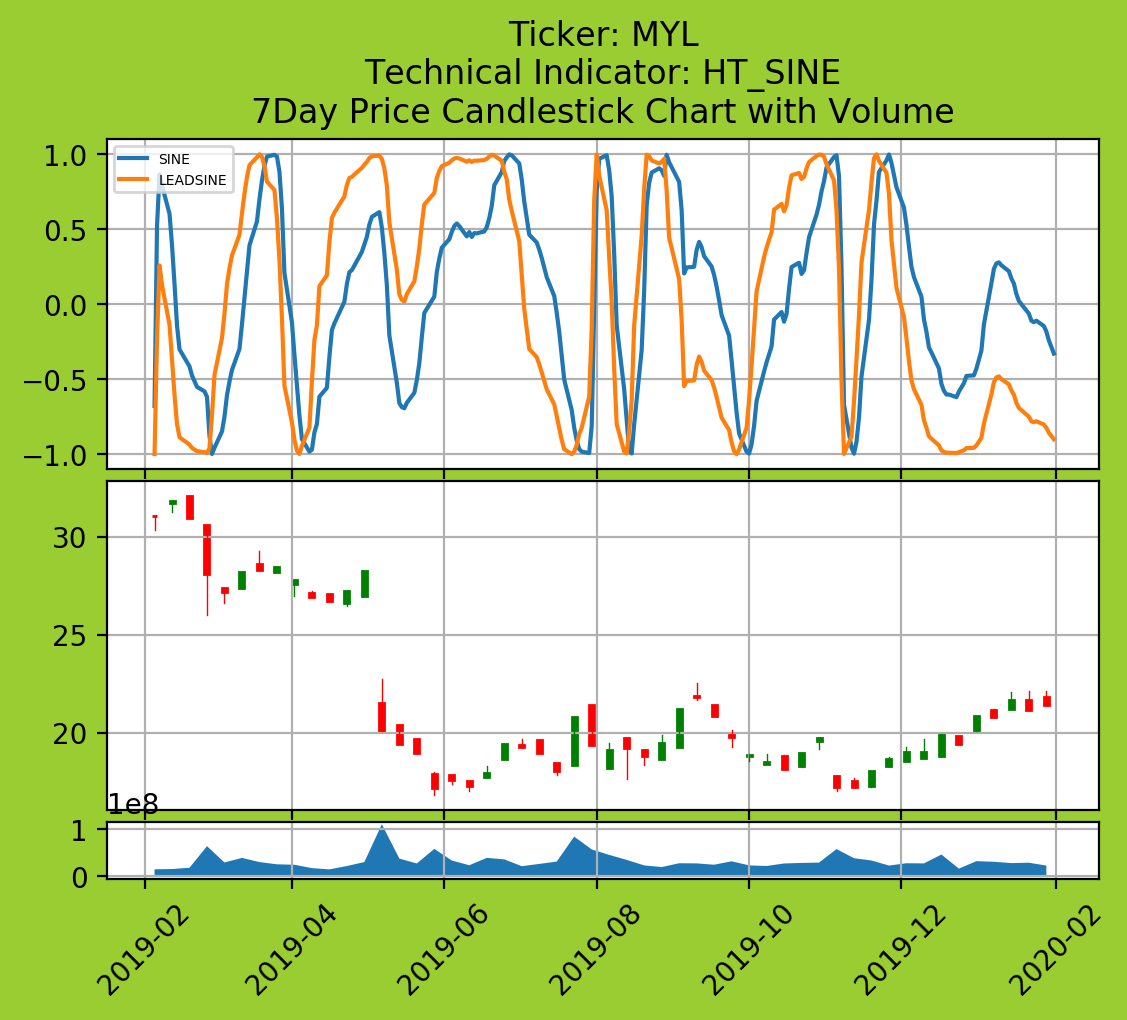 Ticker: MYL
Technical Indicator: HT_SINE
7Day Price Candlestick Chart with Volume
SINE
LEADSINE
1.0
0.5
0.0
−0.5
−1.0
30
25
20
1e8
1
0
2019-02
2019-04
2019-06
2019-08
2019-10
2019-12
2020-02